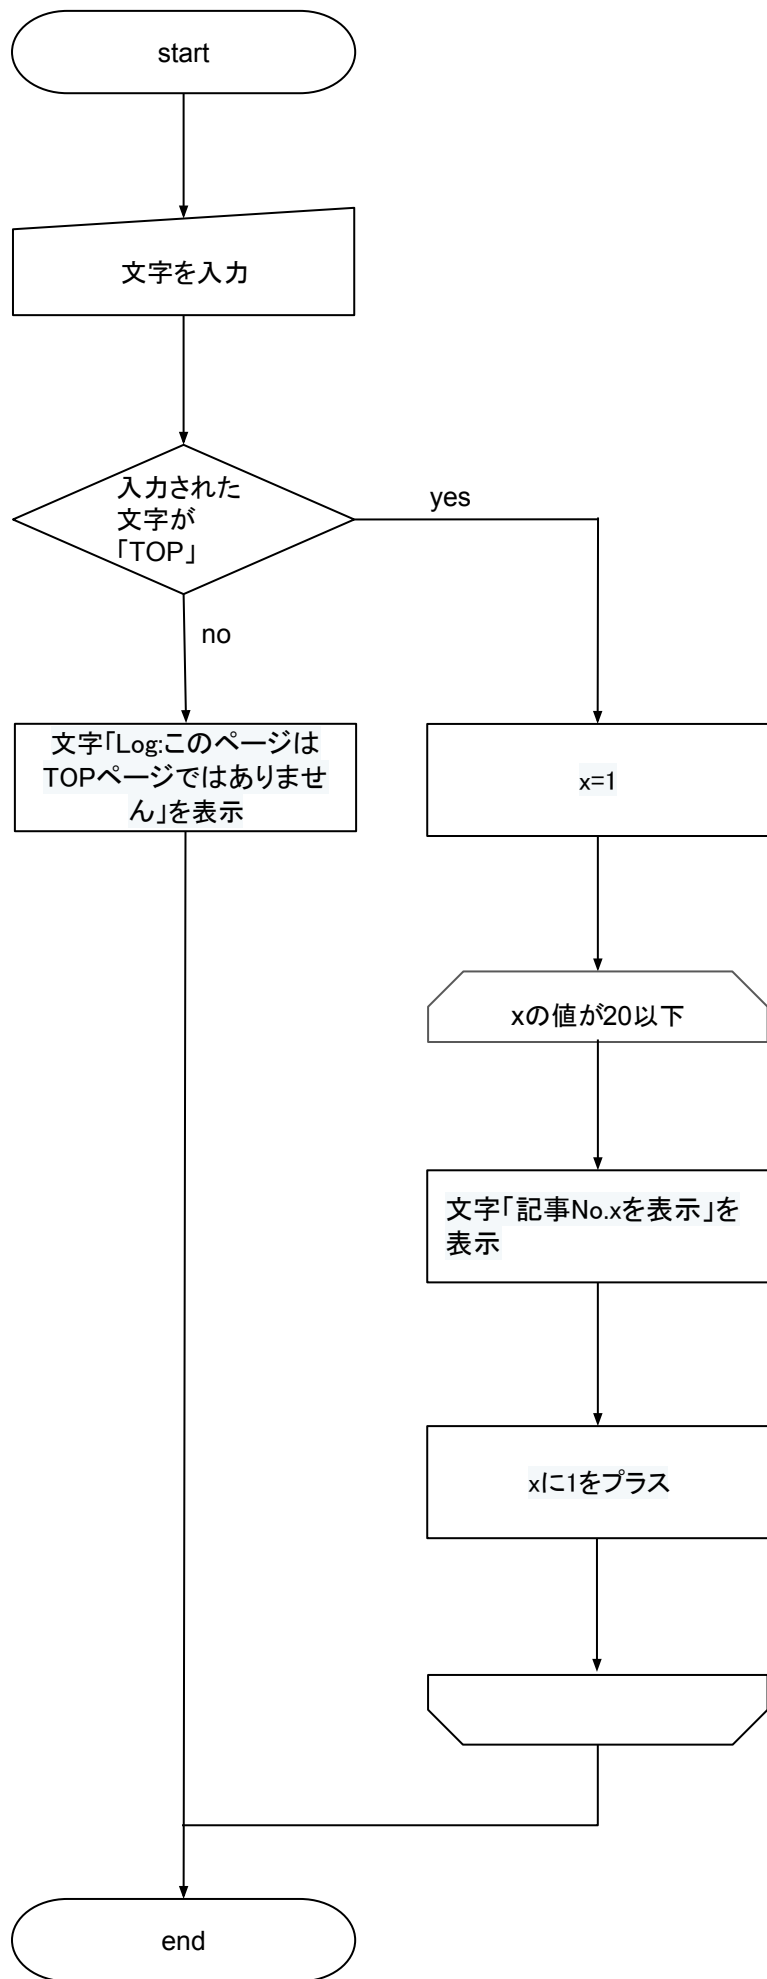 start
文字を入力
入力された
文字が
「TOP」
yes
no
文字「Log:このページは
TOPページではありませ
ん」を表示
x=1
xの値が20以下
文字「記事No.xを表示」を
表示
xに1をプラス
end